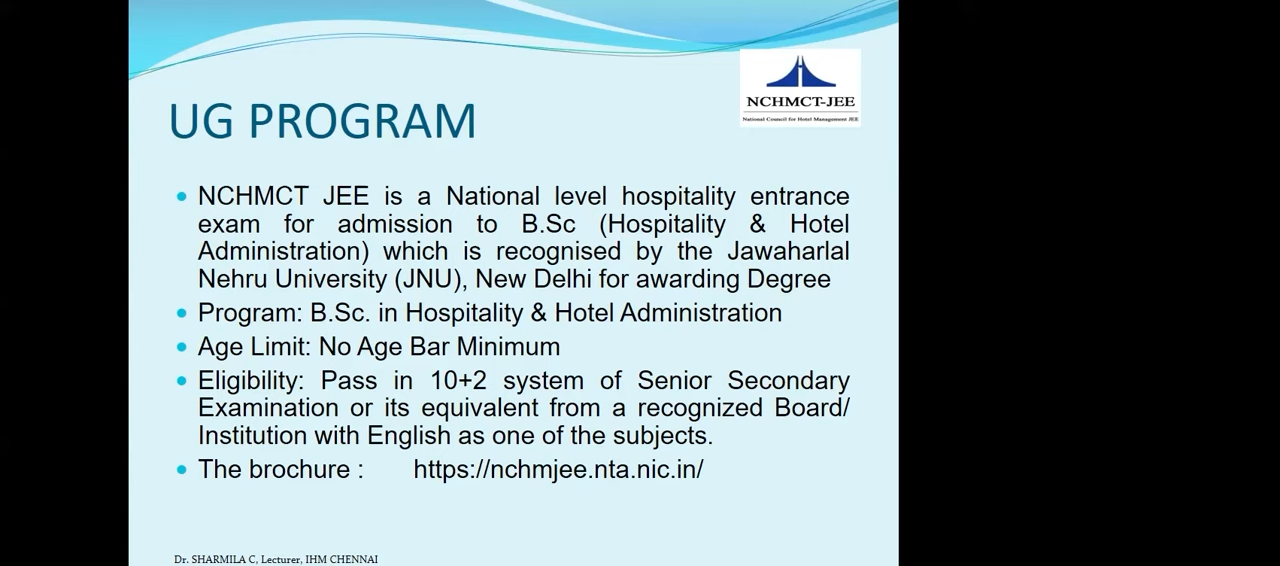 NCHMCT-JEE
National Council for Hotel Management JEE
UG PROGRAM
NCHMCT JEE is a National level hospitality entrance
exam for admission to B.Sc (Hospitality & Hotel
Administration) which is recognised by the Jawaharlal
Nehru University (JNU), New Delhi for awarding Degree
Program: B.Sc. in Hospitality & Hotel Administration
Age Limit: No Age Bar Minimum
Eligibility: Pass in 10+2 system of Senior Secondary
Examination or its equivalent from a recognized Board/
Institution with English as one of the subjects.
The brochure : https://nchmjee.nta.nic.in/
Dr. SHARMILA C, Lecturer, IHM CHENNAI